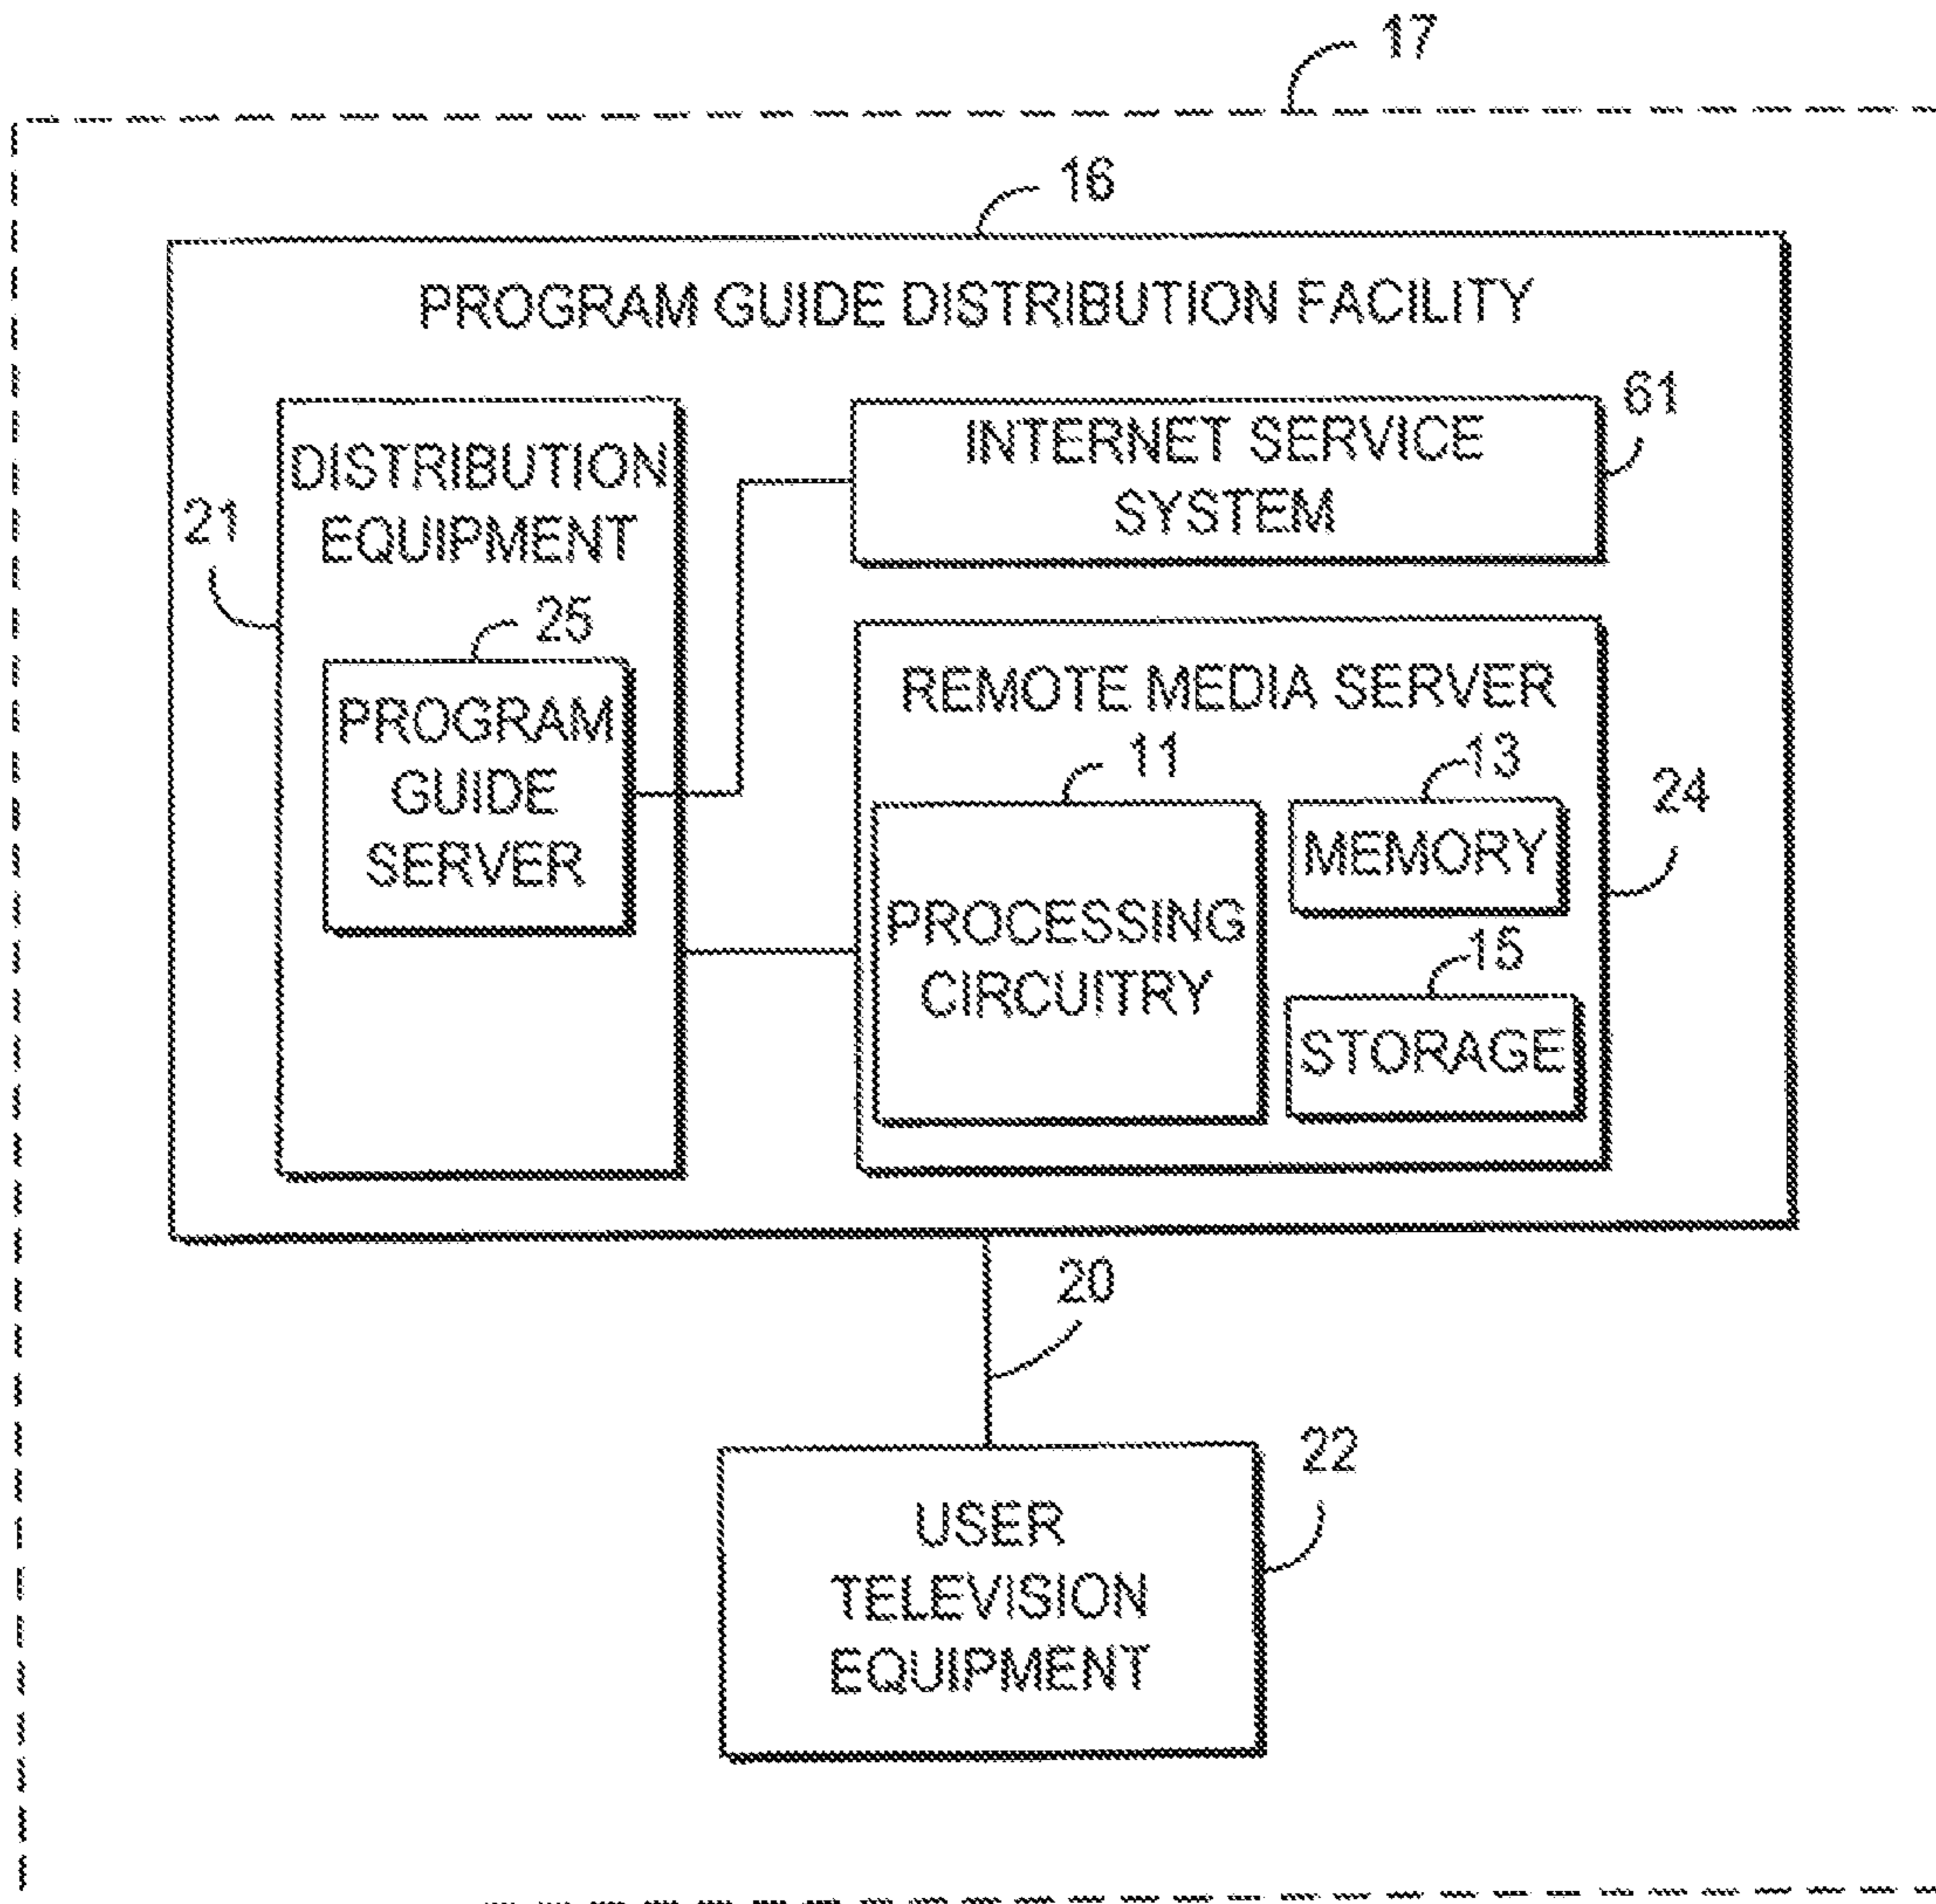 17
16
PROGRAM GUIDE DISTRIBUTION FACILITY
61
INTERNET SERVICE
SYSTEM
DISTRIBUTION
EQUIPMENT
21
25
PROGRAM
GUIDE
SERVER
REMOTE MEDIA SERVER
11
13
24
MEMORY
PROCESSING
CIRCUITRY
15
STORAGE
20
22
USER
TELEVISION
EQUIPMENT